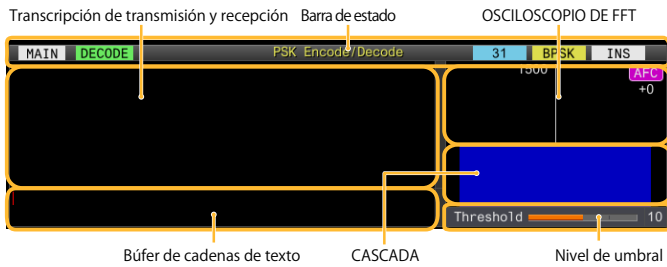 Transcripción de transmisión y recepción Barra de estado OSCILOSCOPIO DE FFT
MAIN DECODE PSK Encode/Decode 31 BPSK INS
1500 AFC
+0
Threshold 10
Búfer de cadenas de texto CASCADA Nivel de umbral